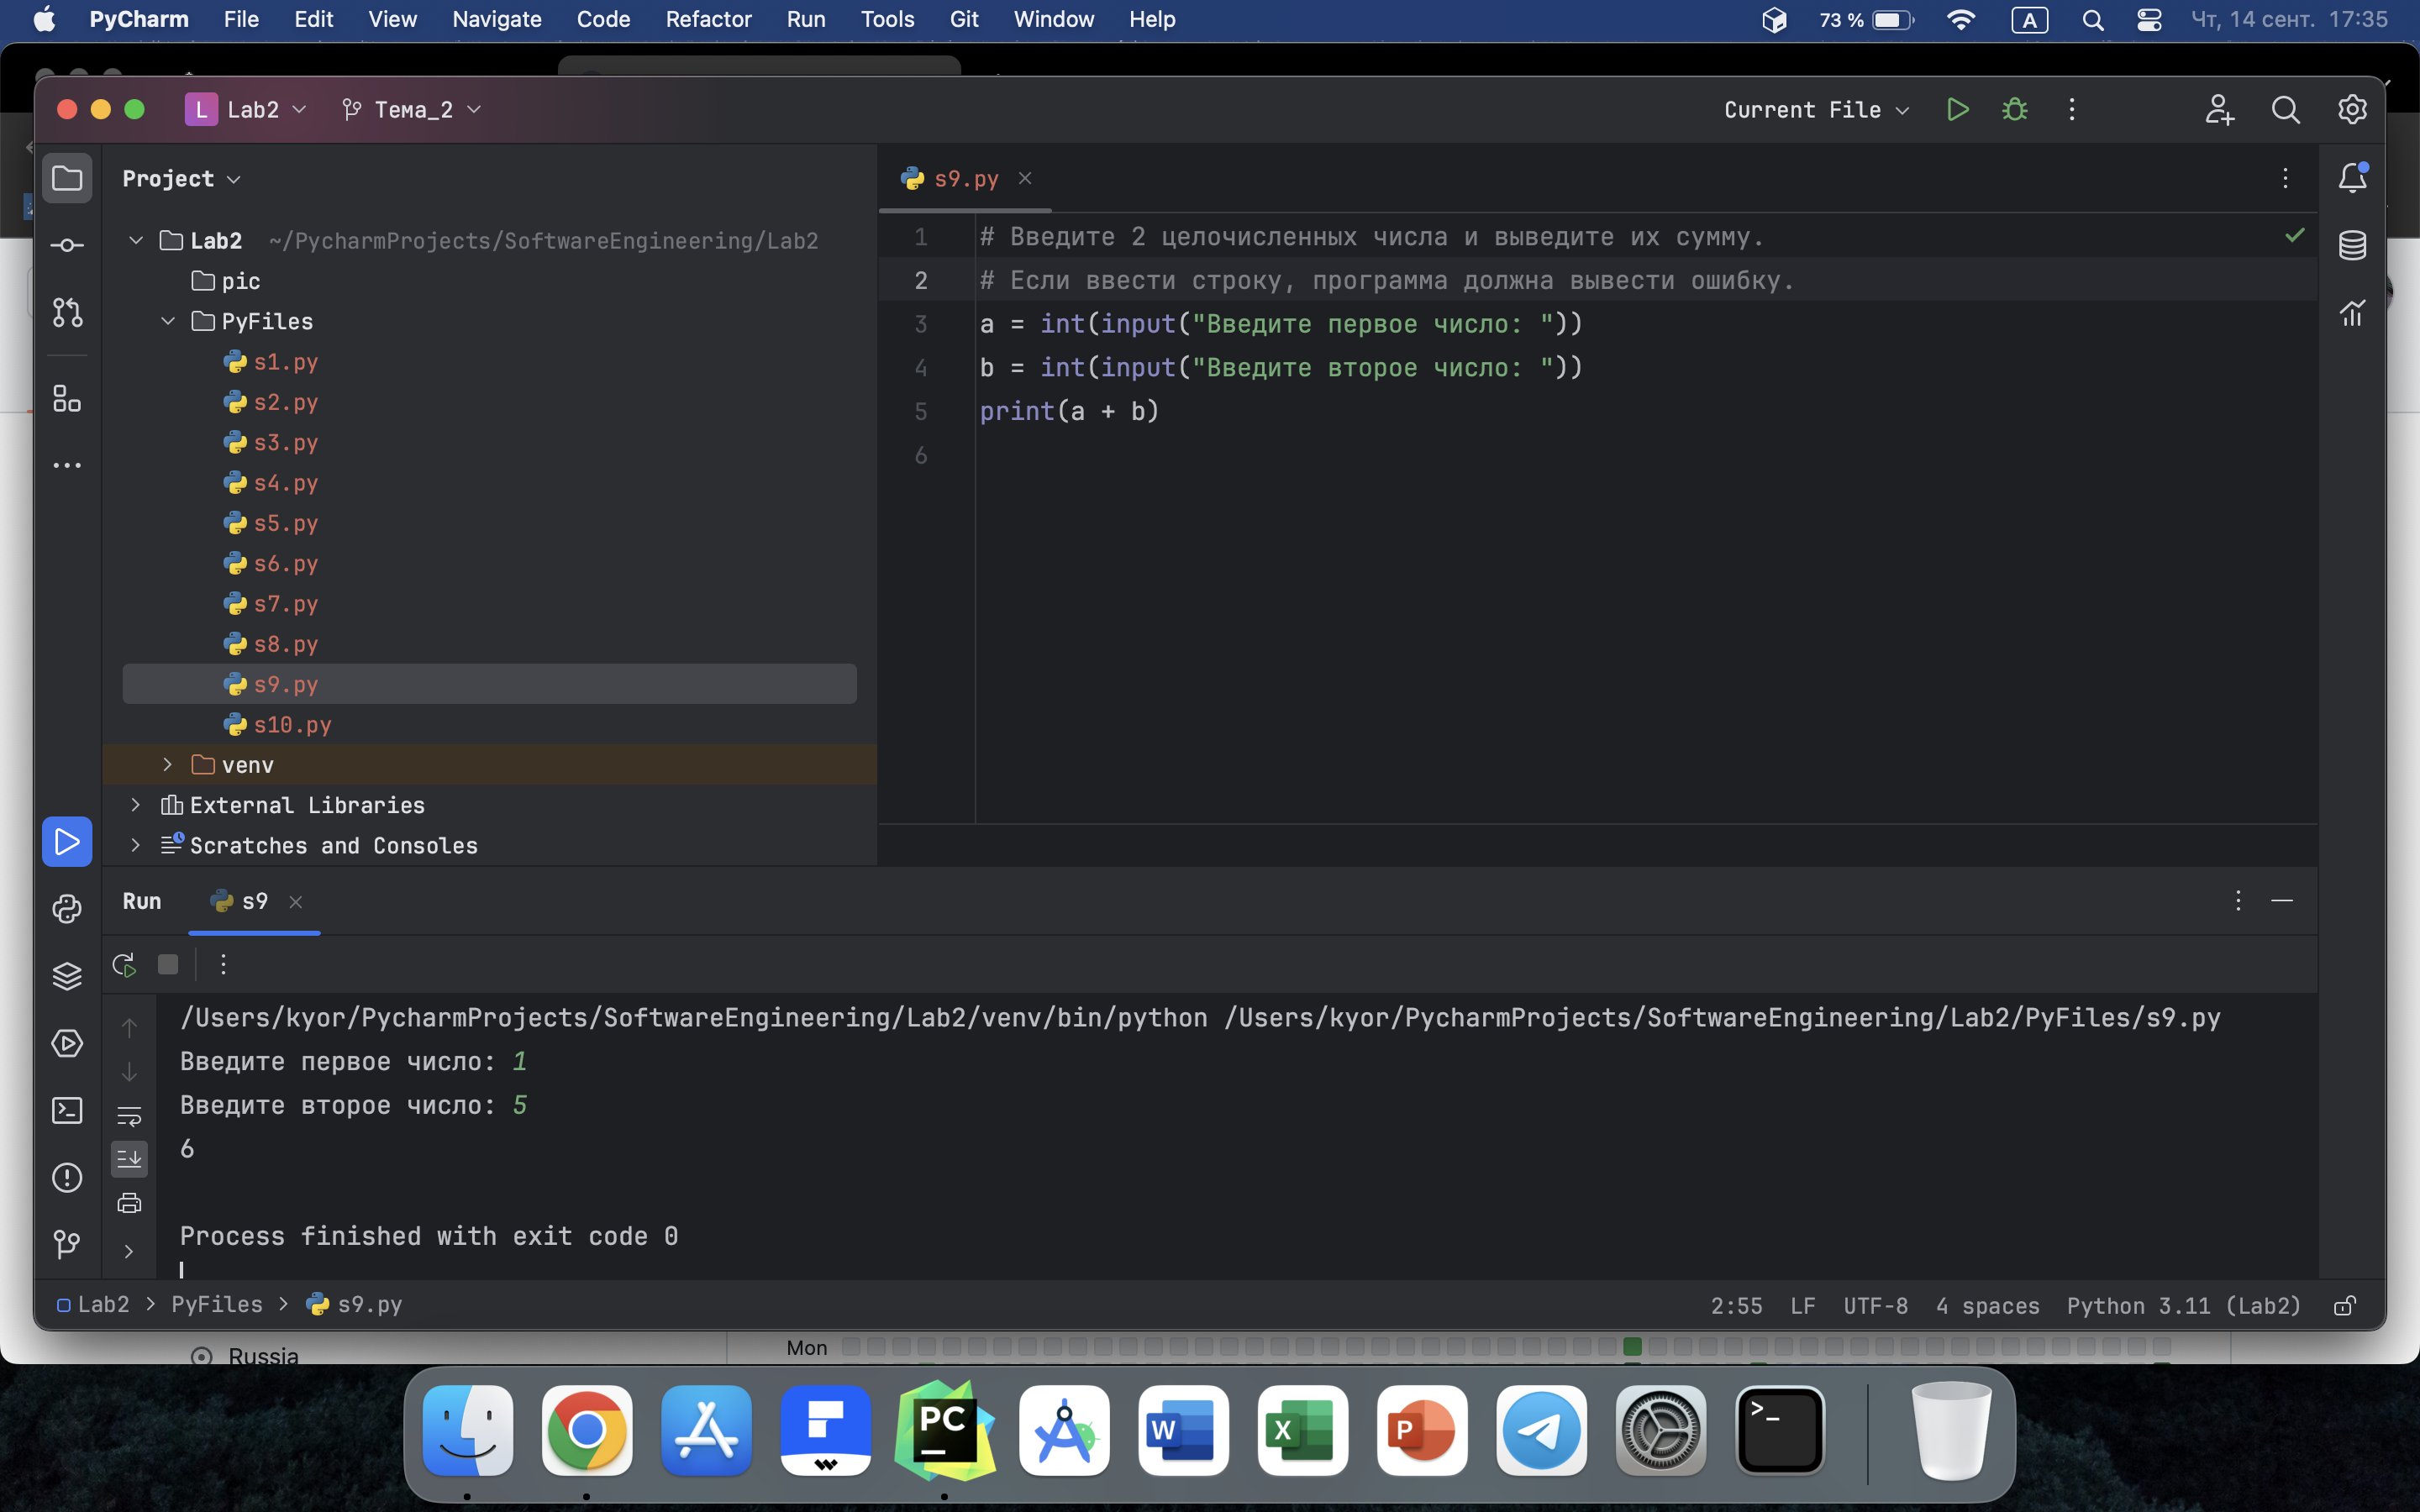 PyCharm File Edit View Navigate Code Refactor Run Tools Git Window Help 73 % A Чт, 14 сент. 17:35
L Lab2 Тема_2 Current File
Project s9.py
Lab2 ~/PycharmProjects/SoftwareEngineering/Lab2
pic
PyFiles
s1.py
s2.py
s3.py
s4.py
s5.py
s6.py
s7.py
s8.py
s9.py
s10.py
venv
External Libraries
Scratches and Consoles
1 # Введите 2 целочисленных числа и выведите их сумму.
2 # Если ввести строку, программа должна вывести ошибку.
3 a = int(input("Введите первое число: "))
4 b = int(input("Введите второе число: "))
5 print(a + b)
6
Run s9
/Users/kyor/PycharmProjects/SoftwareEngineering/Lab2/venv/bin/python /Users/kyor/PycharmProjects/SoftwareEngineering/Lab2/PyFiles/s9.py
Введите первое число: 1
Введите второе число: 5
6
Process finished with exit code 0
Lab2 > PyFiles > s9.py 2:55 LF UTF-8 4 spaces Python 3.11 (Lab2)
Russia Mon
PC W X P >_